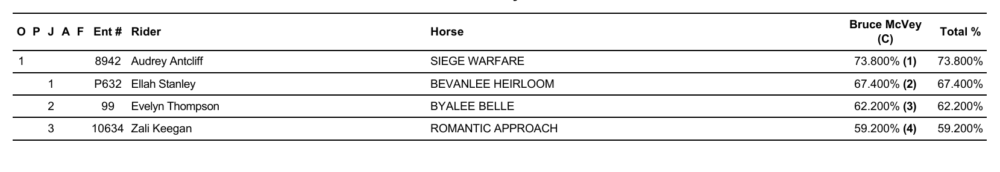 O P J A F Ent # Rider Horse Bruce McVey (C) Total %
1 8942 Audrey Antcliff SIEGE WARFARE 73.800% (1) 73.800%
1 P632 Ellah Stanley BEVANLEE HEIRLOOM 67.400% (2) 67.400%
2 99 Evelyn Thompson BYALEE BELLE 62.200% (3) 62.200%
3 10634 Zali Keegan ROMANTIC APPROACH 59.200% (4) 59.200%